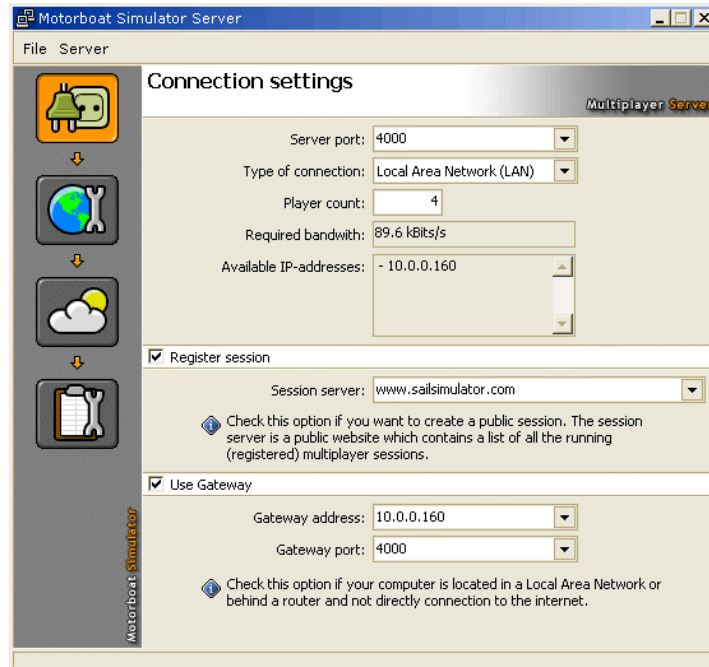 Motorboat Simulator Server
File Server
Connection settings
Multiplayer Server
Server port: 4000
Type of connection: Local Area Network (LAN)
Player count: 4
Required bandwith: 89.6 kBits/s
Available IP-addresses: - 10.0.0.160
Register session
Session server: www.sailsimulator.com
Check this option if you want to create a public session. The session
server is a public website which contains a list of all the running
(registered) multiplayer sessions.
Use Gateway
Gateway address: 10.0.0.160
Gateway port: 4000
Check this option if your computer is located in a Local Area Network or
behind a router and not directly connection to the internet.
Motorboat Simulator